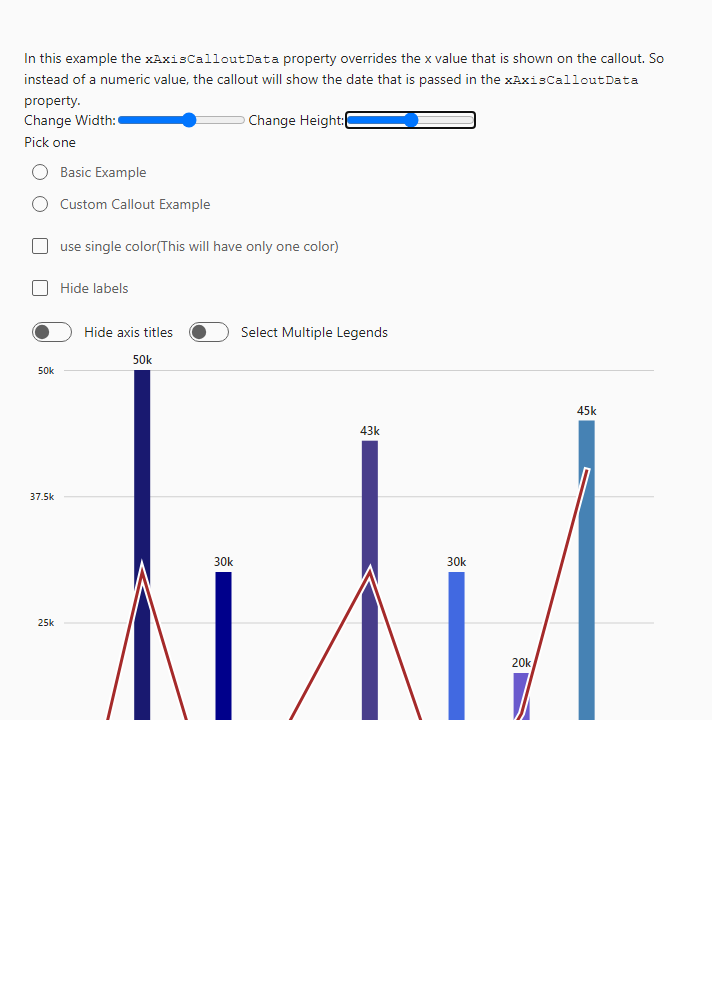 In this example the xAxisCalloutData property overrides the x value that is shown on the callout. So
instead of a numeric value, the callout will show the date that is passed in the xAxisCalloutData
property.
Change Width: Change Height:
Pick one
Basic Example
Custom Callout Example
use single color(This will have only one color)
Hide labels
Hide axis titles Select Multiple Legends
50k
50k
45k
43k
37.5k
30k 30k
25k
20k